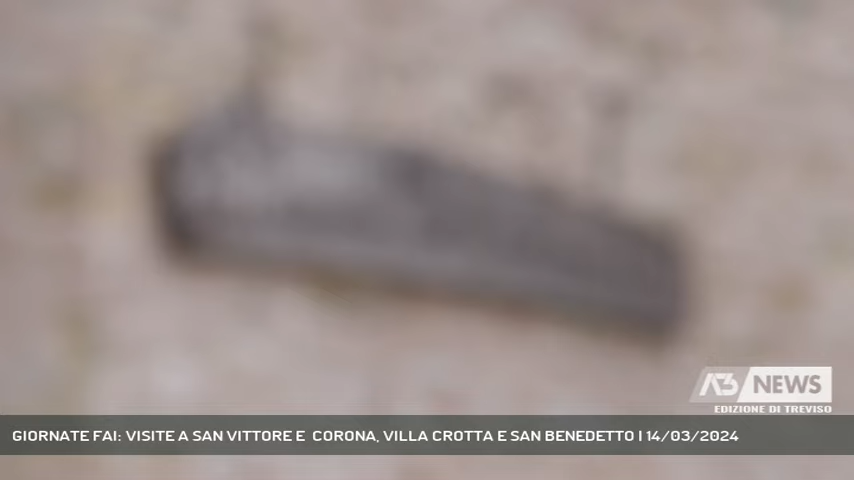 A3 NEWS
EDIZIONE DI TREVISO
GIORNATE FAI: VISITE A SAN VITTORE E  CORONA, VILLA CROTTA E SAN BENEDETTO | 14/03/2024